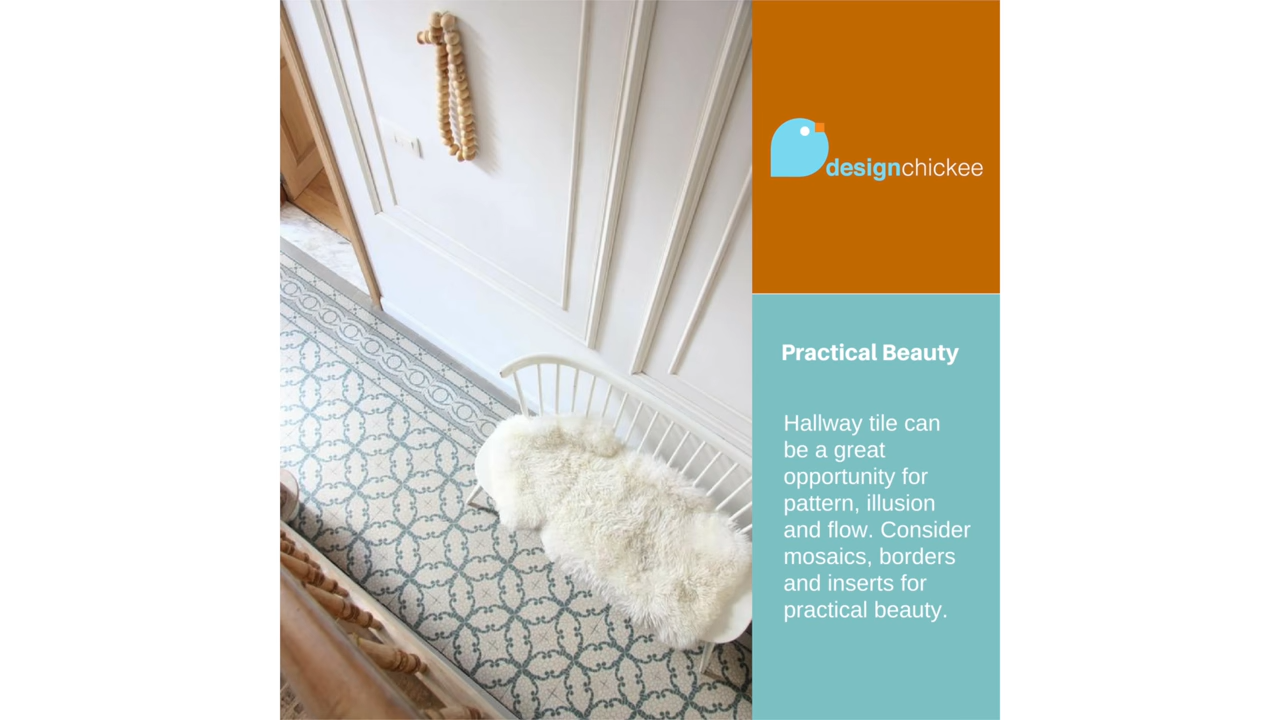 designchickee
Practical Beauty
Hallway tile can
be a great
opportunity for
pattern, illusion
and flow. Consider
mosaics, borders
and inserts for
practical beauty.